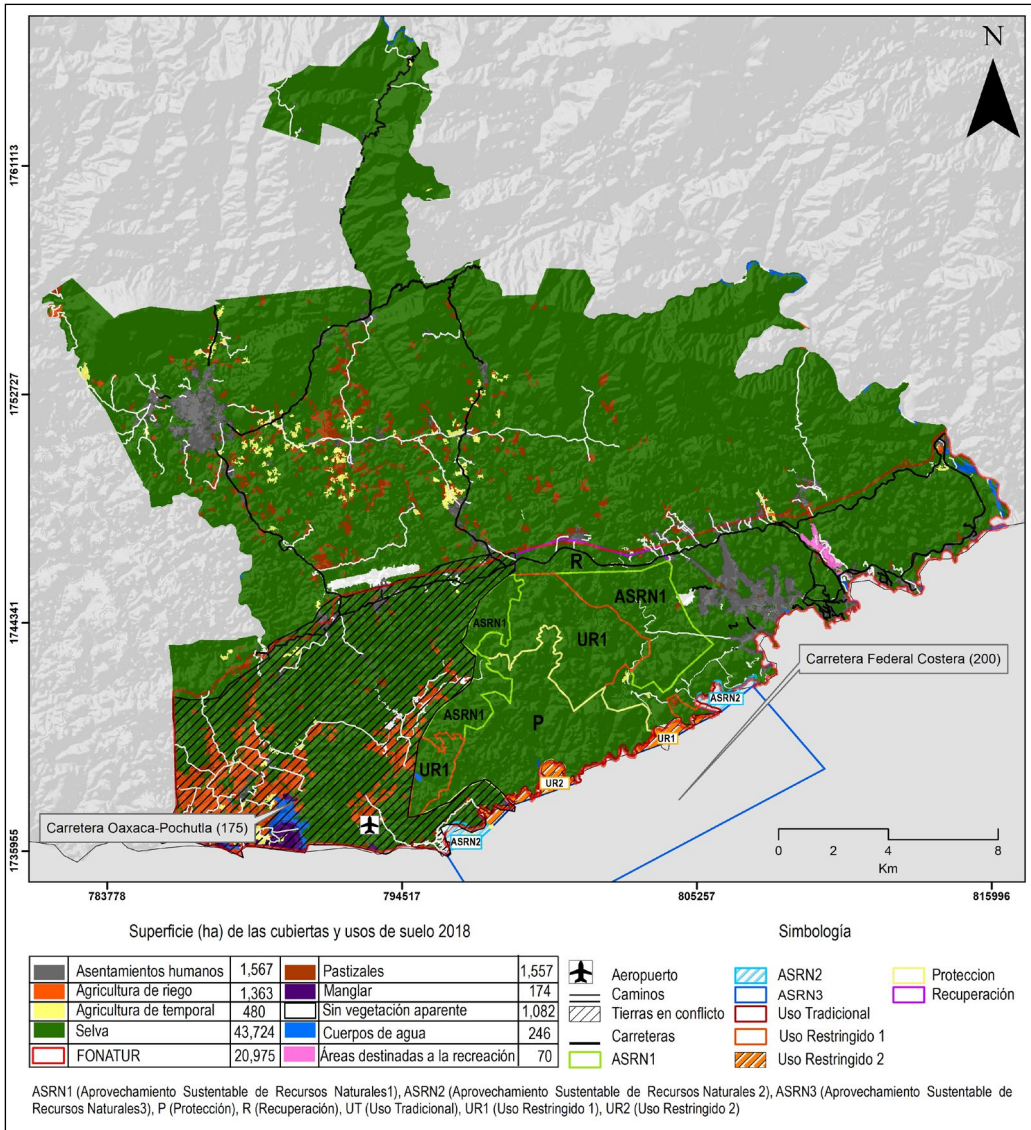 N
1761113
1752727
1744341
1735955
R
ASRN1
ASRN1
UR1
ASRN1
P
UR1
ASRN2
UR1
UR2
ASRN2
Carretera Federal Costera (200)
Carretera Oaxaca-Pochutla (175)
0 2 4 8
Km
783778 794517 805257 815996
Superficie (ha) de las cubiertas y usos de suelo 2018
Asentamientos humanos 1,567 Pastizales 1,557
Agricultura de riego 1,363 Manglar 174
Agricultura de temporal 480 Sin vegetación aparente 1,082
Selva 43,724 Cuerpos de agua 246
FONATUR 20,975 Áreas destinadas a la recreación 70
Simbología
Aeropuerto ASRN2 Proteccion
Caminos ASRN3 Recuperación
Tierras en conflicto Uso Tradicional
Carreteras Uso Restringido 1
ASRN1 Uso Restringido 2
ASRN1 (Aprovechamiento Sustentable de Recursos Naturales1), ASRN2 (Aprovechamiento Sustentable de Recursos Naturales 2), ASRN3 (Aprovechamiento Sustentable de
Recursos Naturales3), P (Protección), R (Recuperación), UT (Uso Tradicional), UR1 (Uso Restringido 1), UR2 (Uso Restringido 2)